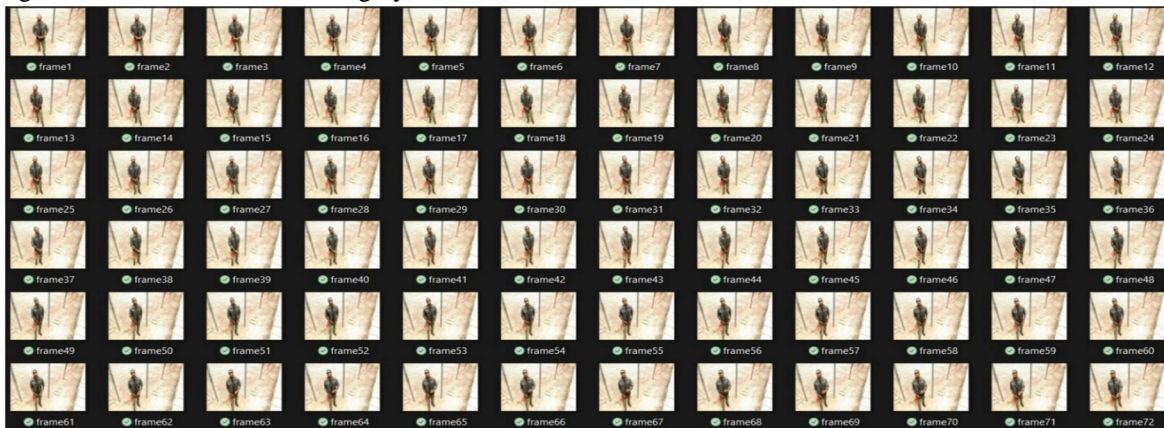 frame1 frame2 frame3 frame4 frame5 frame6 frame7 frame8 frame9 frame10 frame11 frame12
frame13 frame14 frame15 frame16 frame17 frame18 frame19 frame20 frame21 frame22 frame23 frame24
frame25 frame26 frame27 frame28 frame29 frame30 frame31 frame32 frame33 frame34 frame35 frame36
frame37 frame38 frame39 frame40 frame41 frame42 frame43 frame44 frame45 frame46 frame47 frame48
frame49 frame50 frame51 frame52 frame53 frame54 frame55 frame56 frame57 frame58 frame59 frame60
frame61 frame62 frame63 frame64 frame65 frame66 frame67 frame68 frame69 frame70 frame71 frame72